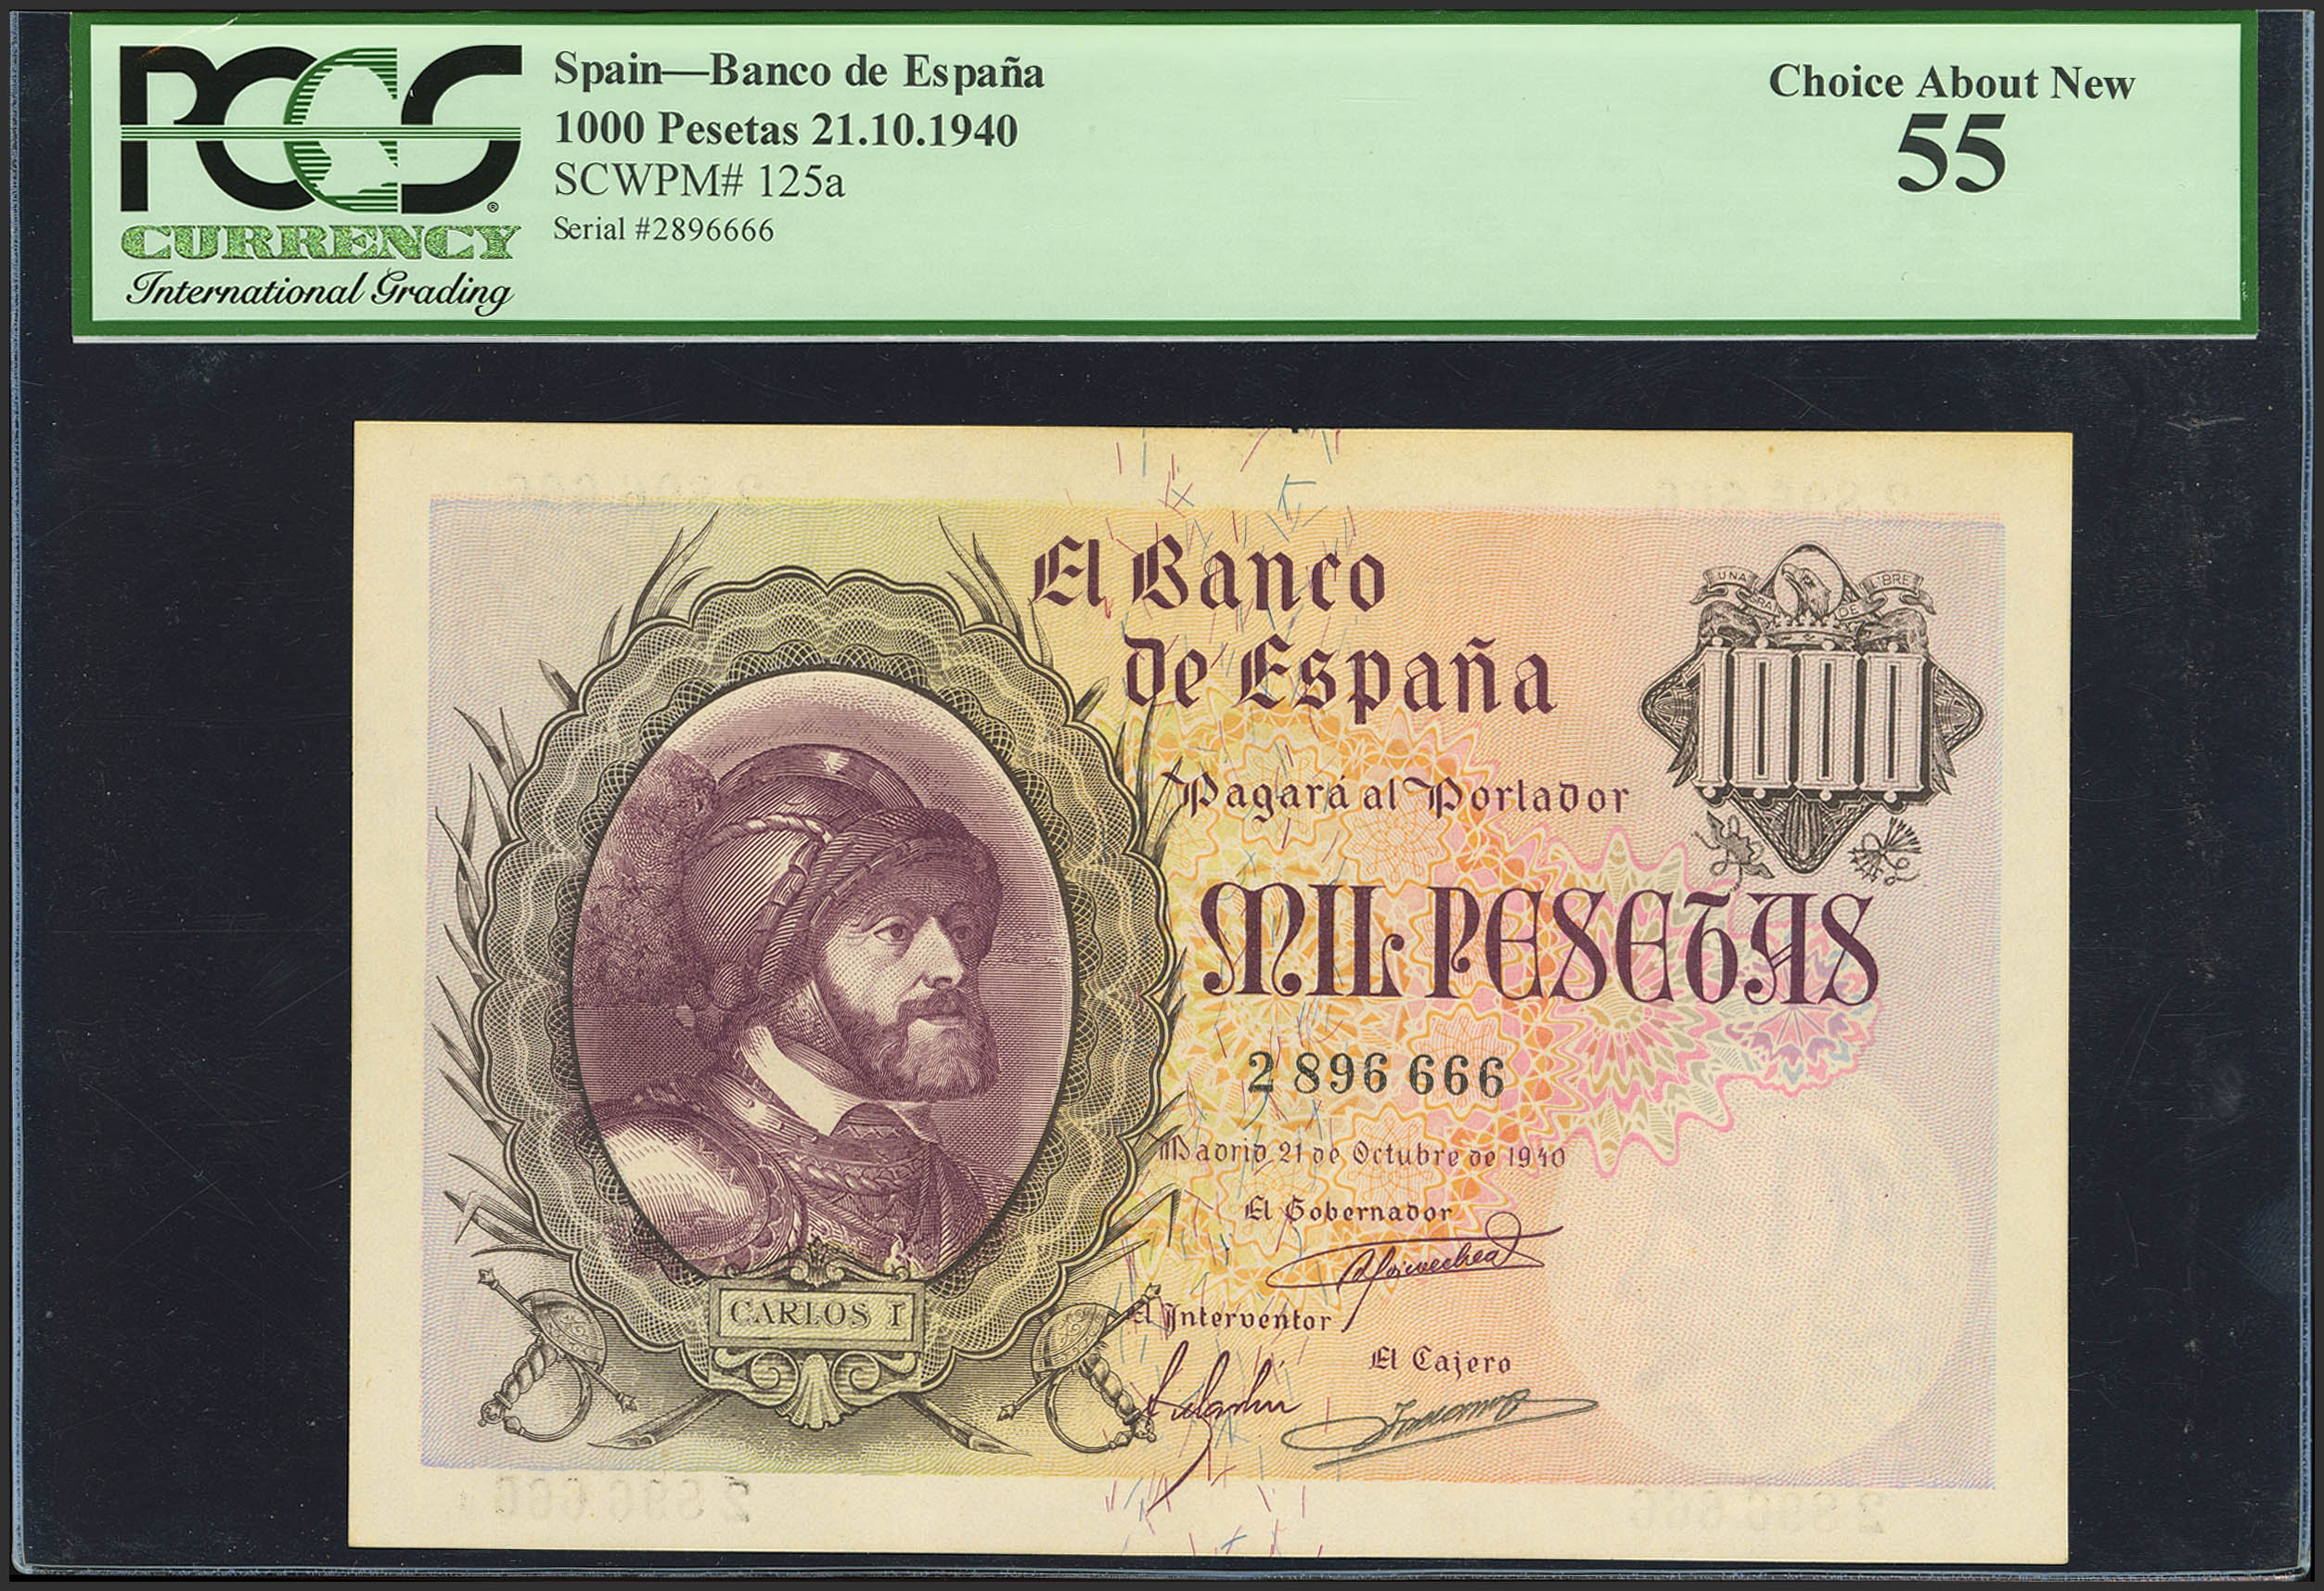 PCGS
CURRENCY
International Grading
Spain—Banco de España
1000 Pesetas 21.10.1940
SCWPM# 125a
Serial #2896666
Choice About New
55
El Banco
de España
UNA
LIBRE
1000
Pagará al Portador
MIL PESETAS
2 896 666
Madrid 21 de Octubre de 1940
El Gobernador
El Interventor
El Cajero
CARLOS I